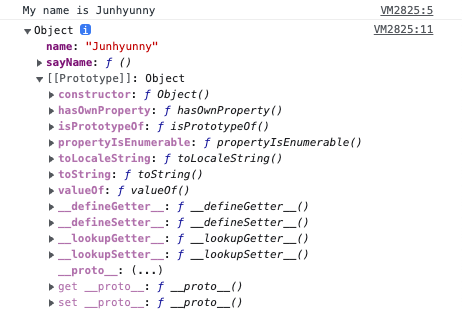 My name is Junhyunny VM2825:5
Object i VM2825:11
name: "Junhyunny"
sayName: ƒ ()
[[Prototype]]: Object
constructor: ƒ Object()
hasOwnProperty: ƒ hasOwnProperty()
isPrototypeOf: ƒ isPrototypeOf()
propertyIsEnumerable: ƒ propertyIsEnumerable()
toLocaleString: ƒ toLocaleString()
toString: ƒ toString()
valueOf: ƒ valueOf()
__defineGetter__: ƒ __defineGetter__()
__defineSetter__: ƒ __defineSetter__()
__lookupGetter__: ƒ __lookupGetter__()
__lookupSetter__: ƒ __lookupSetter__()
__proto__: (...)
get __proto__: ƒ __proto__()
set __proto__: ƒ __proto__()